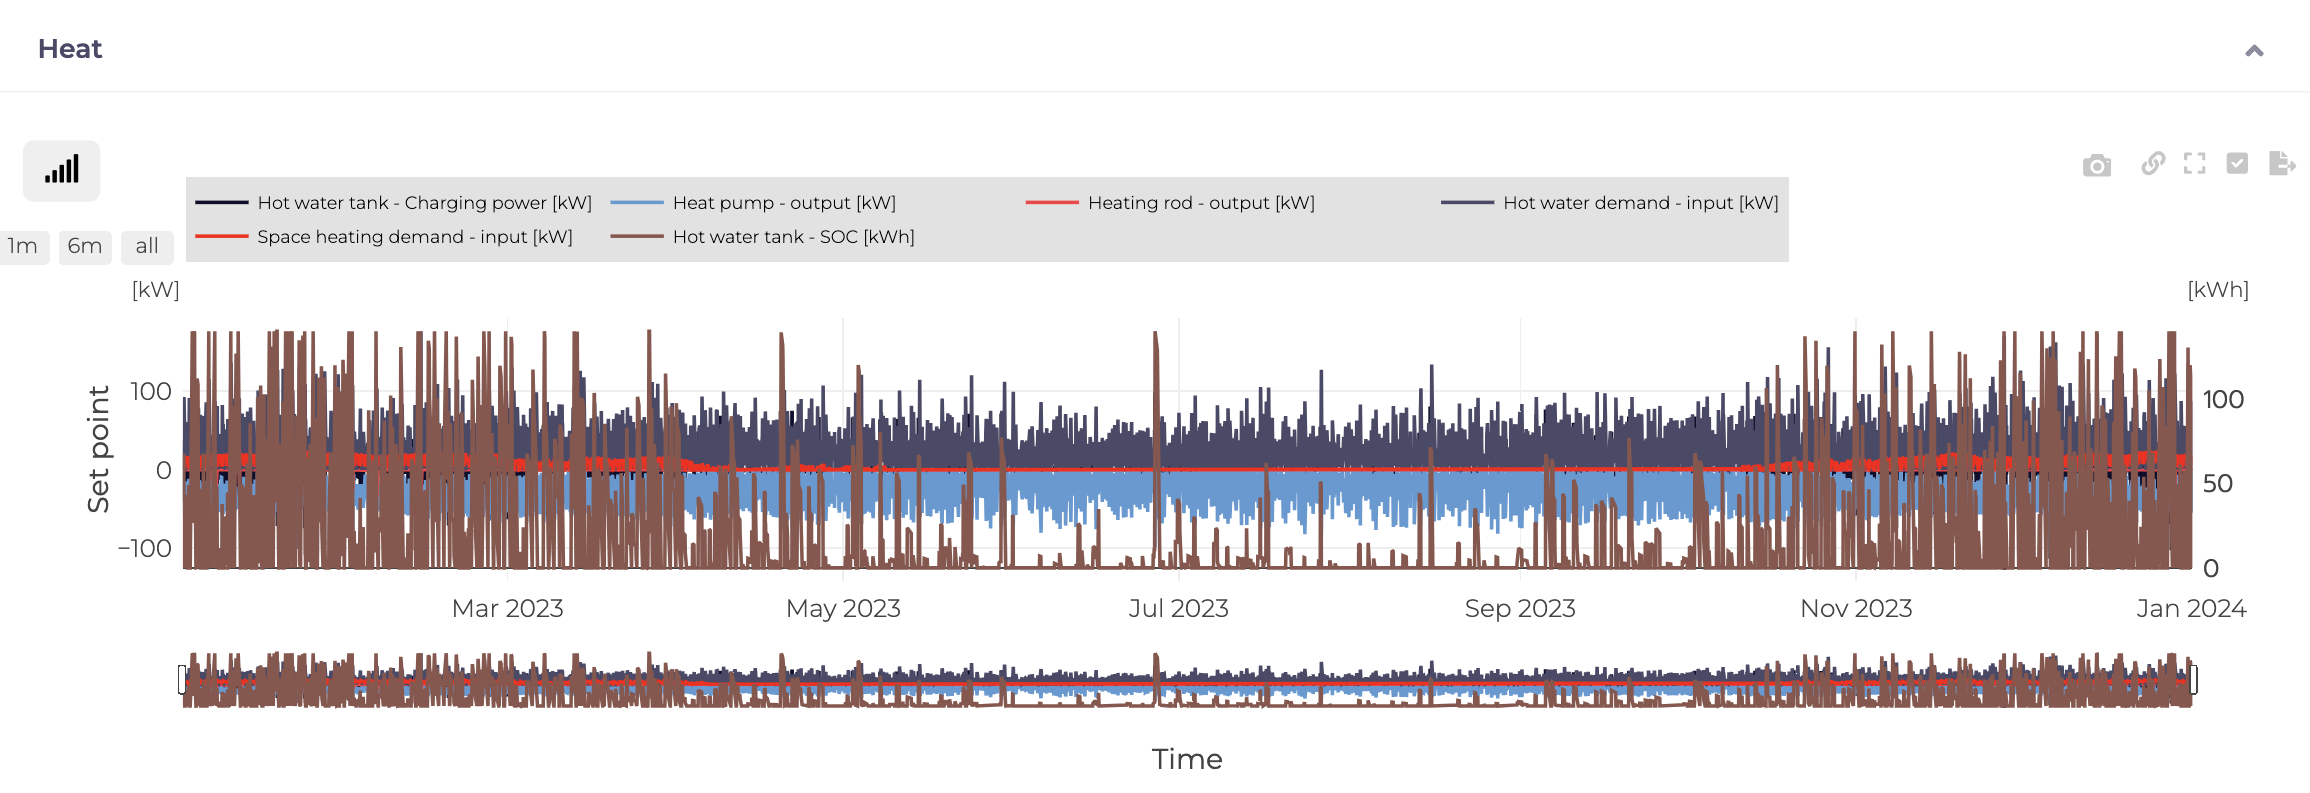 Heat
Hot water tank - Charging power [kW] Heat pump - output [kW] Heating rod - output [kW] Hot water demand - input [kW]
Space heating demand - input [kW] Hot water tank - SOC [kWh]
1m 6m all
[kW] [kWh]
Set point
100
0
−100
100
50
0
Mar 2023 May 2023 Jul 2023 Sep 2023 Nov 2023 Jan 2024
Time